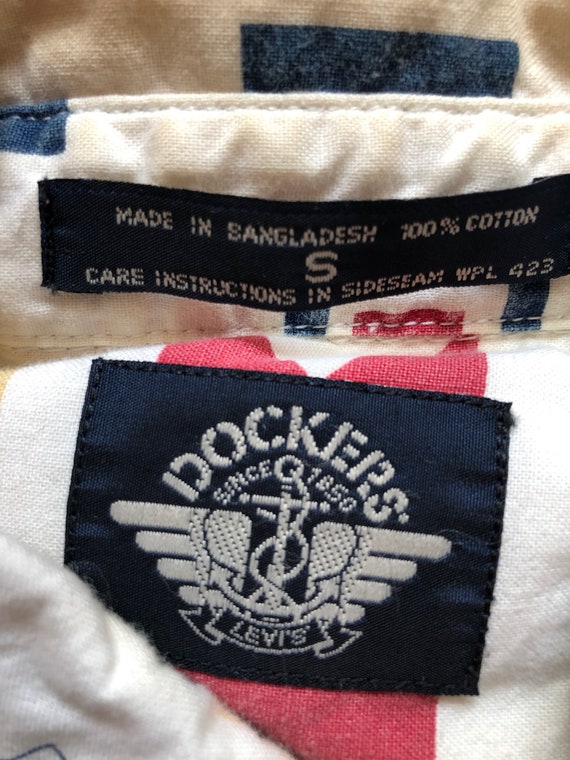 MADE IN BANGLADESH 100% COTTON
S
CARE INSTRUCTIONS IN SIDESEAM WPL 423
DOCKERS
SINCE 1850
LEVI'S